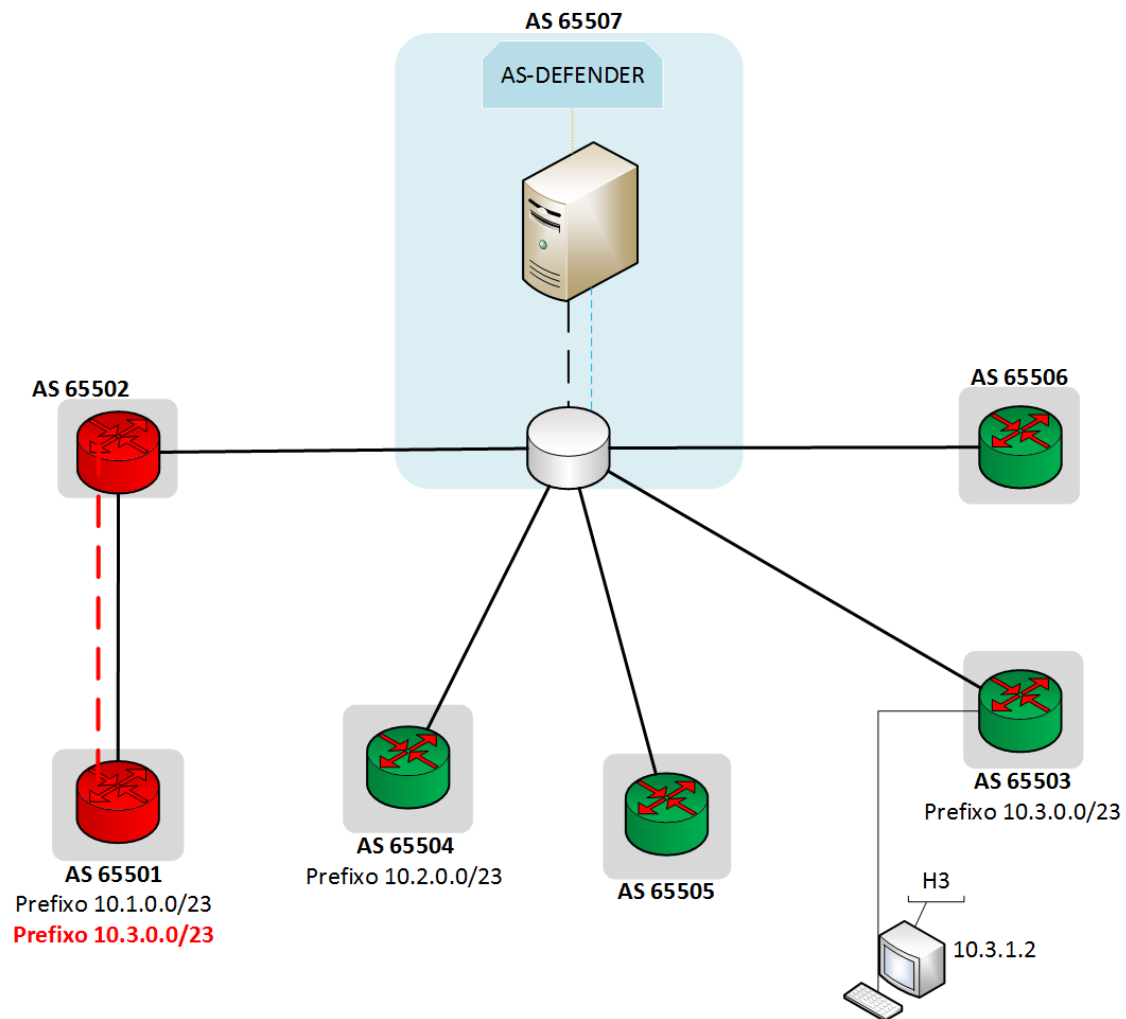 AS 65507
AS-DEFENDER
AS 65502
AS 65506
AS 65503
Prefixo 10.3.0.0/23
AS 65504
Prefixo 10.2.0.0/23
AS 65505
AS 65501
Prefixo 10.1.0.0/23
Prefixo 10.3.0.0/23
H3
10.3.1.2